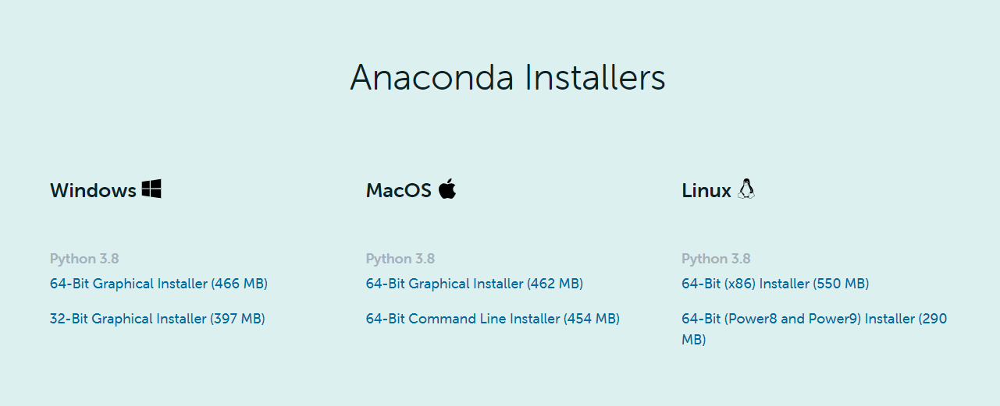 Anaconda Installers
Windows
Python 3.8
64-Bit Graphical Installer (466 MB)
32-Bit Graphical Installer (397 MB)
MacOS
Python 3.8
64-Bit Graphical Installer (462 MB)
64-Bit Command Line Installer (454 MB)
Linux
Python 3.8
64-Bit (x86) Installer (550 MB)
64-Bit (Power8 and Power9) Installer (290
MB)